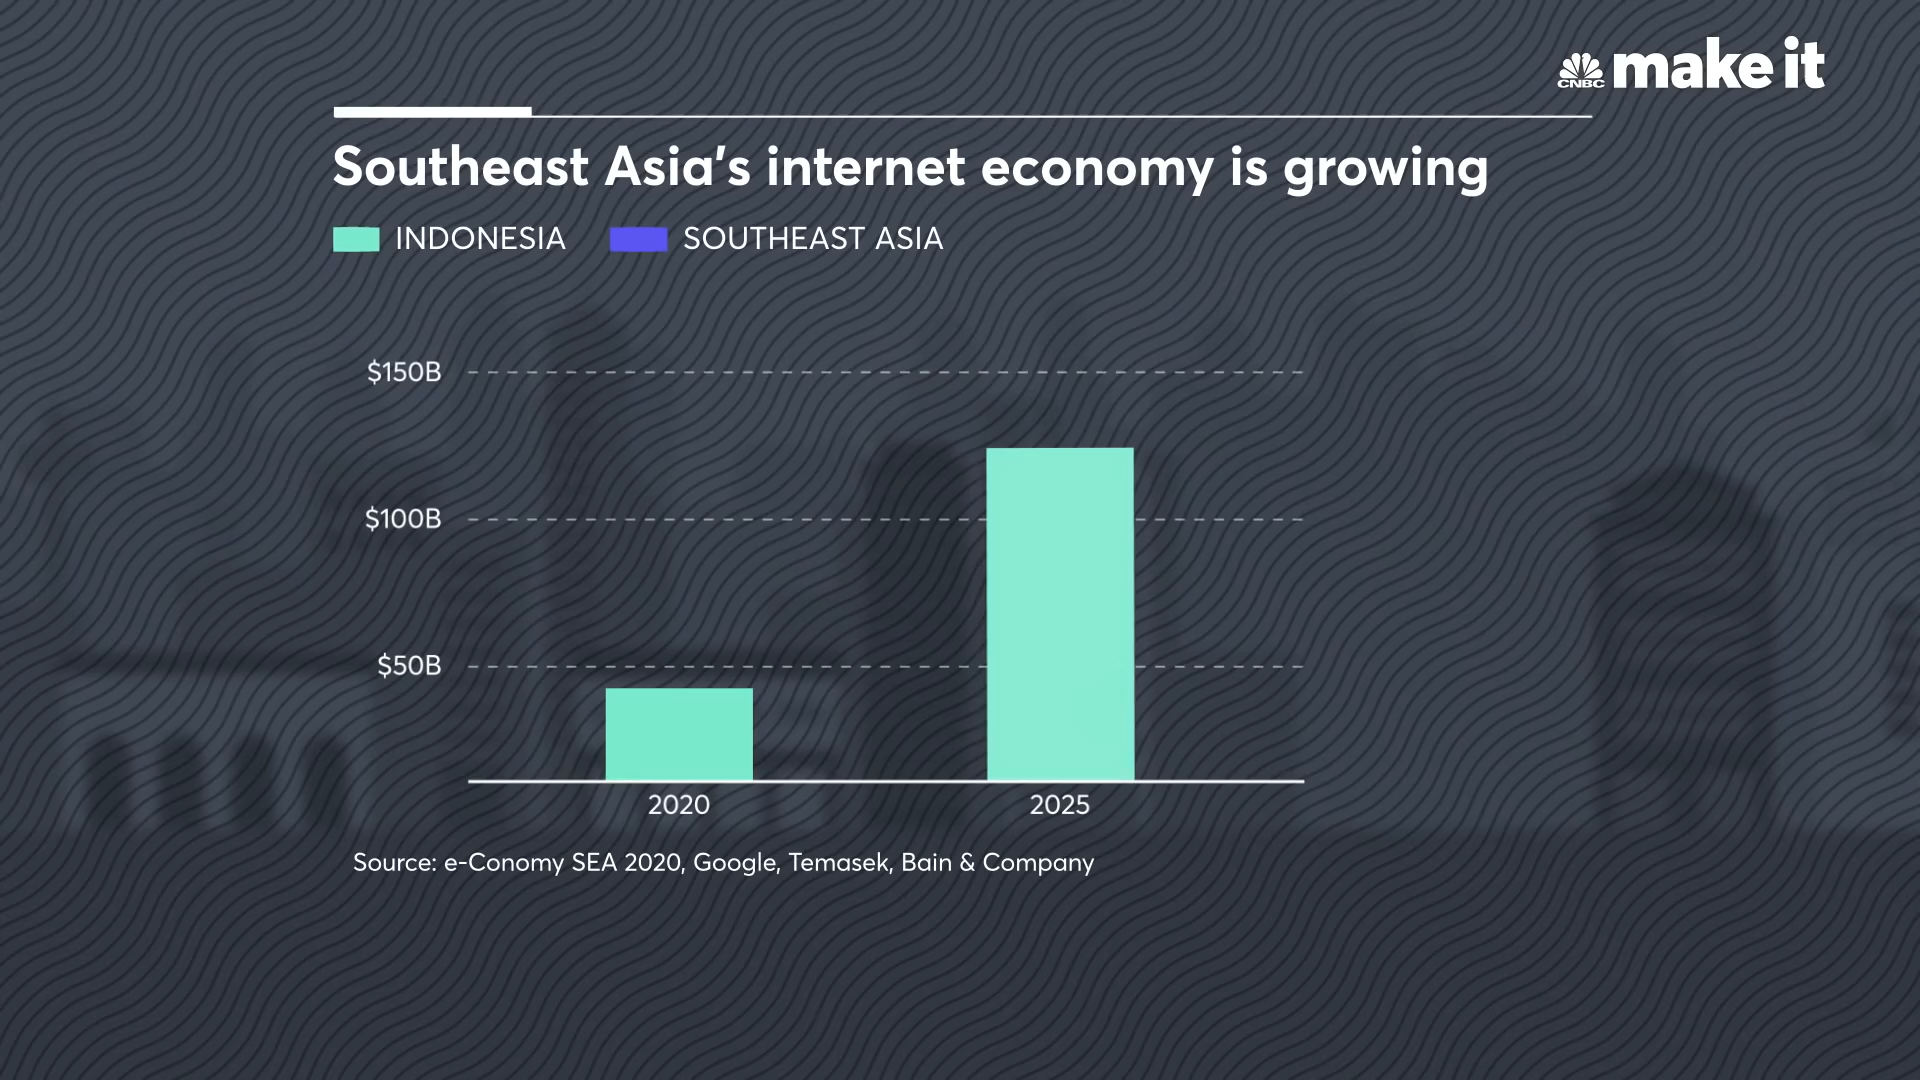 CNBC make it
Southeast Asia's internet economy is growing
INDONESIA SOUTHEAST ASIA
$150B
$100B
$50B
2020 2025
Source: e-Conomy SEA 2020, Google, Temasek, Bain & Company